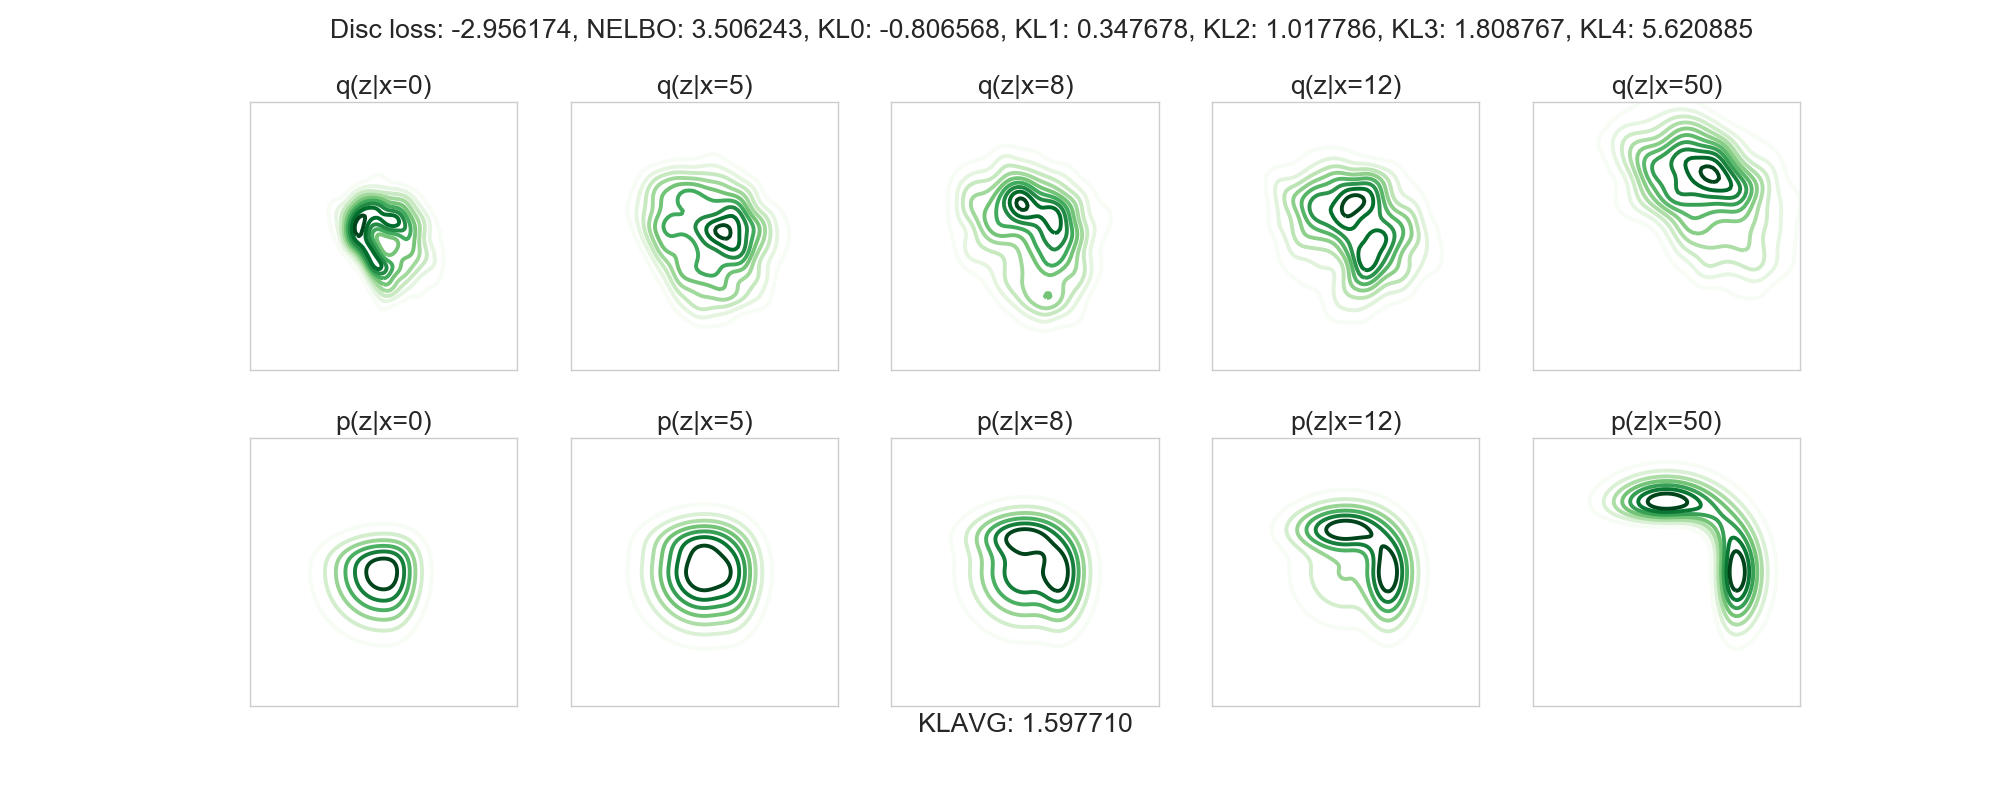 Disc loss: -2.956174, NELBO: 3.506243, KL0: -0.806568, KL1: 0.347678, KL2: 1.017786, KL3: 1.808767, KL4: 5.620885
q(z|x=0) q(z|x=5) q(z|x=8) q(z|x=12) q(z|x=50)
p(z|x=0) p(z|x=5) p(z|x=8) p(z|x=12) p(z|x=50)
KLAVG: 1.597710